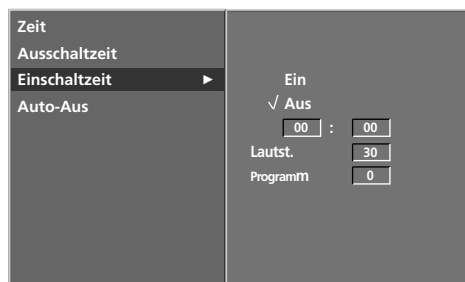 Zeit
Ausschaltzeit
Einschaltzeit ►
Auto-Aus
Ein
√ Aus
00 : 00
Lautst. 30
Programm 0